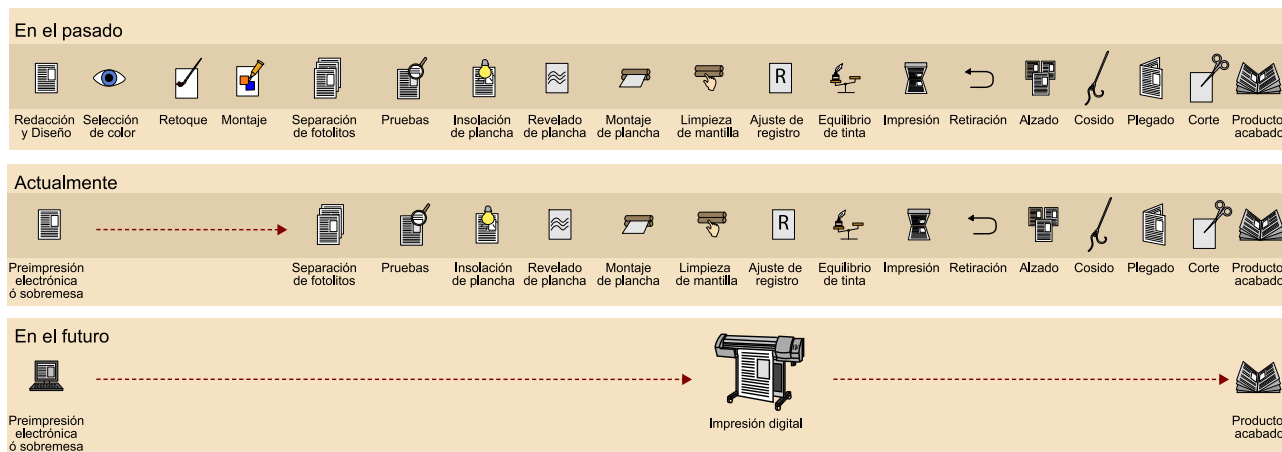 En el pasado
R
Redacción Selección Retoque Montaje Separación Pruebas Insolación Revelado Montaje Limpieza Ajuste de Equilibrio Impresión Retiración Alzado Cosido Plegado Corte Producto
y Diseño de color de fotolitos de plancha de plancha de plancha de mantilla registro de tinta acabado
Actualmente
R
Preimpresión Separación Pruebas Insolación Revelado Montaje Limpieza Ajuste de Equilibrio Impresión Retiración Alzado Cosido Plegado Corte Producto
electrónica de fotolitos de plancha de plancha de plancha de mantilla registro de tinta acabado
ó sobremesa
En el futuro
Preimpresión Impresión digital Producto
electrónica acabado
ó sobremesa